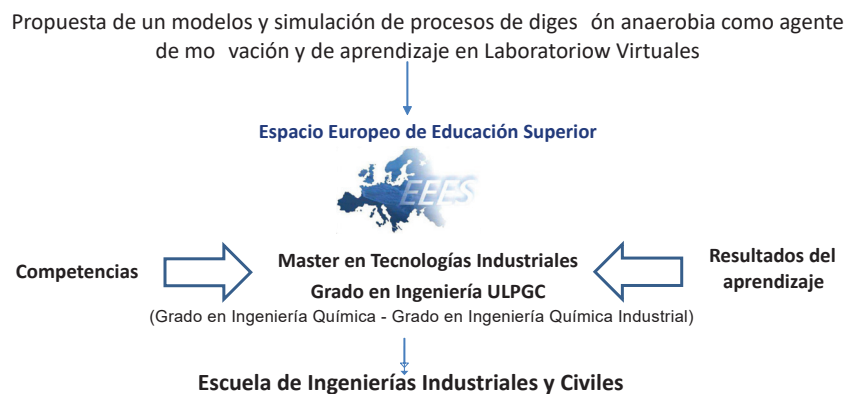 Propuesta de un modelos y simulación de procesos de diges ón anaerobia como agente
de mo vación y de aprendizaje en Laboratoriow Virtuales
Espacio Europeo de Educación Superior
EEES
Competencias
Master en Tecnologías Industriales
Grado en Ingeniería ULPGC
(Grado en Ingeniería Química - Grado en Ingeniería Química Industrial)
Resultados del
aprendizaje
Escuela de Ingenierías Industriales y Civiles